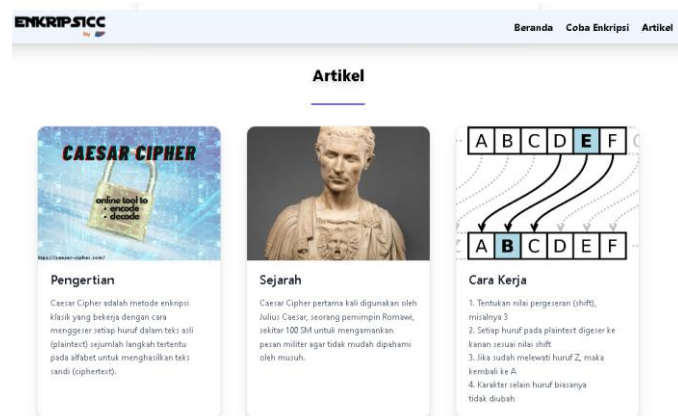 ENKRIPSICC
by
Beranda Coba Enkripsi Artikel
Artikel
CAESAR CIPHER
online tool to
• encode
• decode
https://caesar-cipher.com/
Pengertian
Caesar Cipher adalah metode enkripsi
klasik yang bekerja dengan cara
menggeser setiap huruf dalam teks asli
(plaintext) sejumlah langkah tertentu
pada alfabet untuk menghasilkan teks
sandi (ciphertext).
Sejarah
Caesar Cipher pertama kali digunakan oleh
Julius Caesar, seorang pemimpin Romawi,
sekitar 100 SM untuk mengamankan
pesan militer agar tidak mudah dipahami
oleh musuh.
A B C D E F
A B C D E F
Cara Kerja
1. Tentukan nilai pergeseran (shift),
misalnya 3
2. Setiap huruf pada plaintext digeser ke
kanan sesuai nilai shift
3. Jika sudah melewati huruf Z, maka
kembali ke A
4. Karakter selain huruf biasanya
tidak diubah